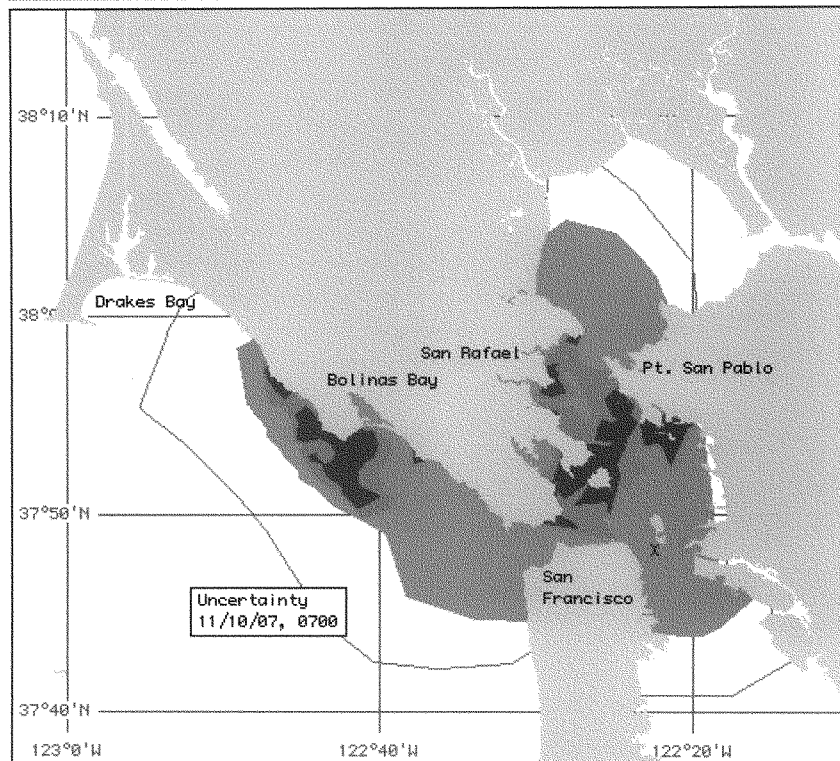 38°10'N
Drakes Bay
38°0
San Rafael
Pt. San Pablo
Bolinas Bay
37°50'N
X
San
Francisco
Uncertainty
11/10/07, 0700
37°40'N
123°0'W
122°40'W
122°20'W